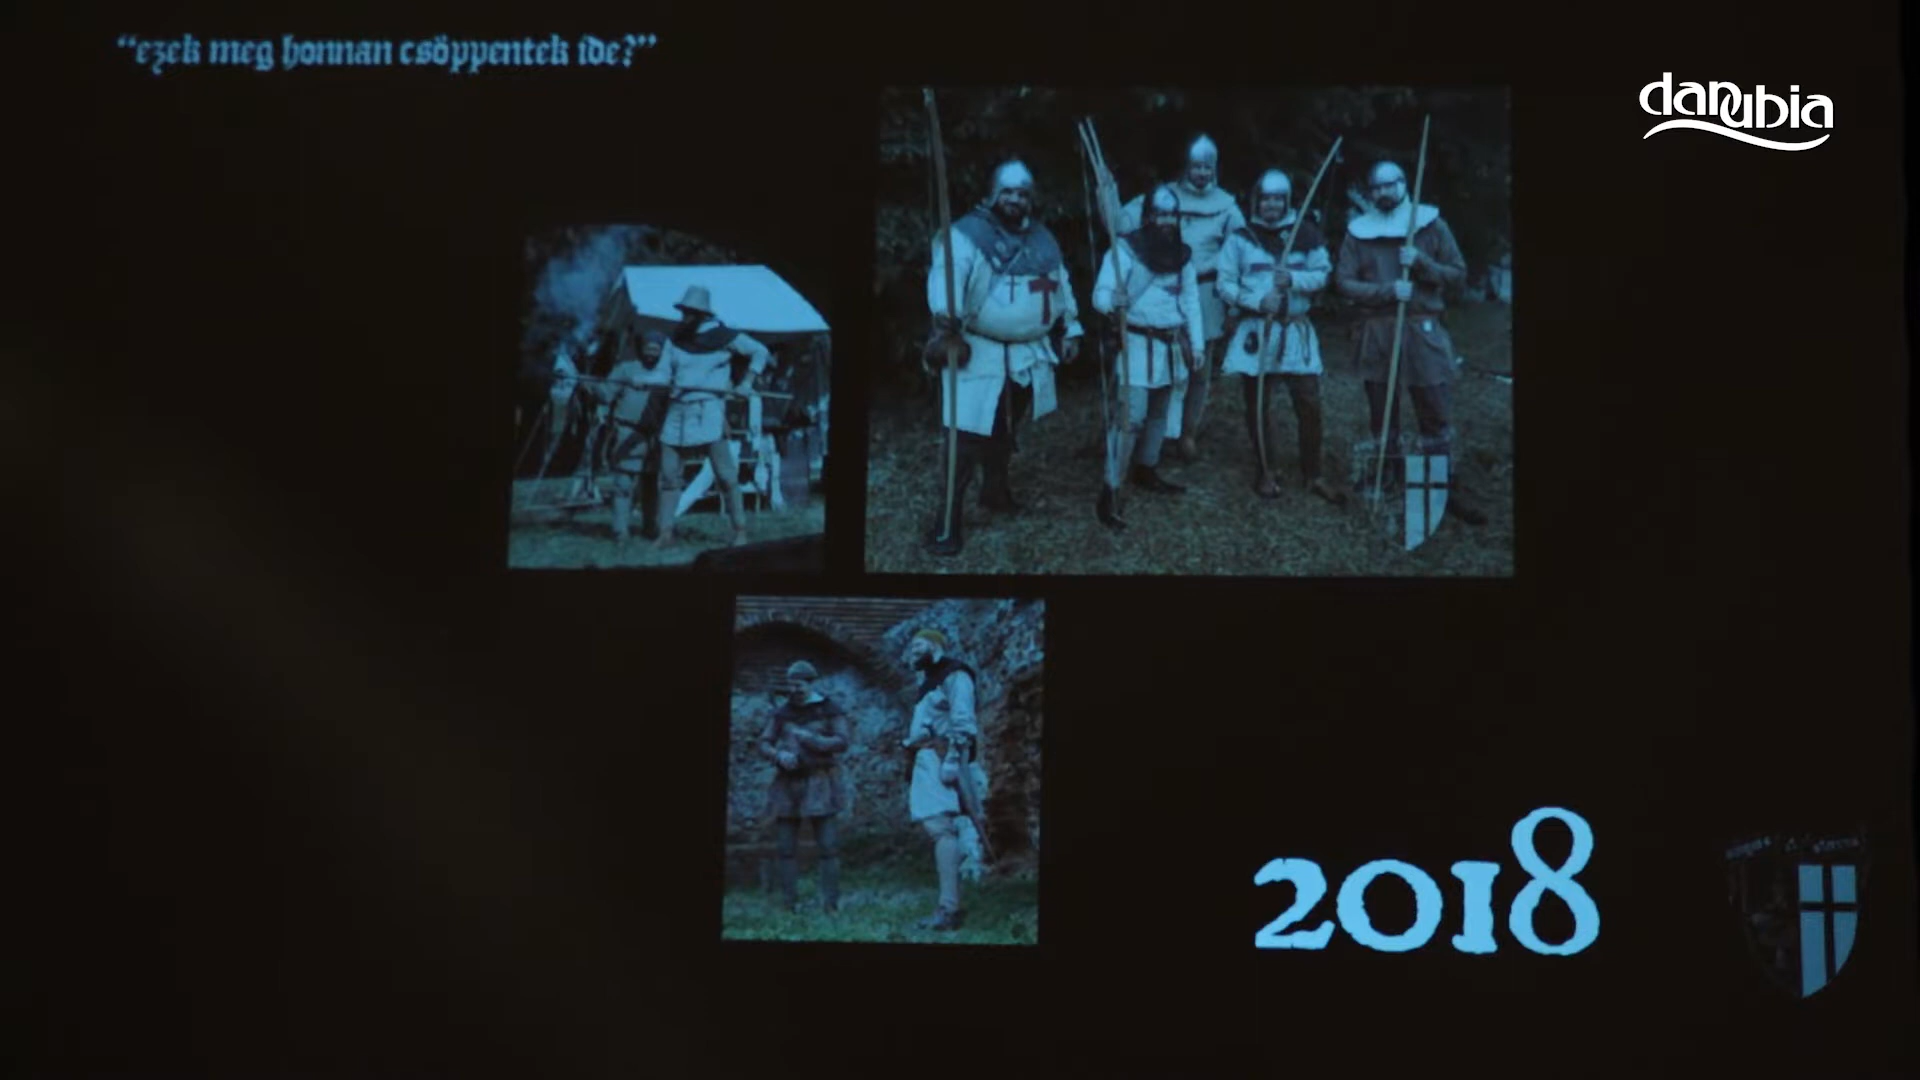 “ezek meg honnan csöppentek ide?”
danubia
2018